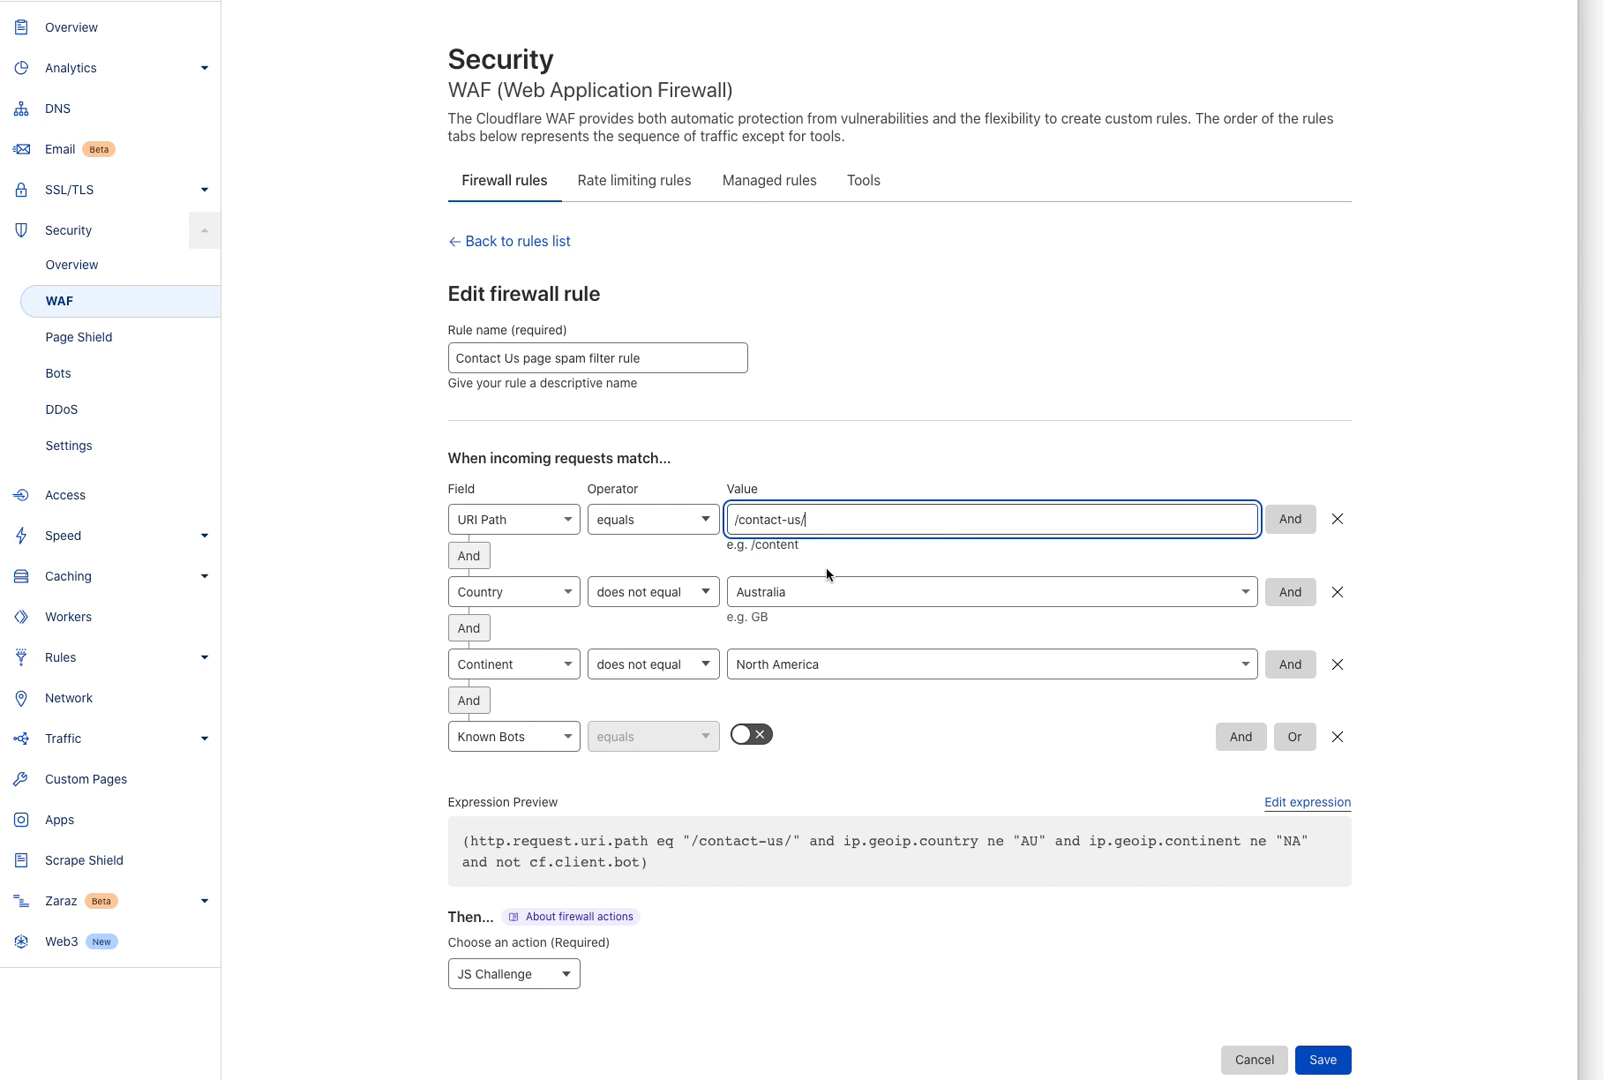 Overview
Analytics
DNS
Email Beta
SSL/TLS
Security
Overview
WAF
Page Shield
Bots
DDoS
Settings
Access
Speed
Caching
Workers
Rules
Network
Traffic
Custom Pages
Apps
Scrape Shield
Zaraz Beta
Web3 New
Security
WAF (Web Application Firewall)
The Cloudflare WAF provides both automatic protection from vulnerabilities and the flexibility to create custom rules. The order of the rules
tabs below represents the sequence of traffic except for tools.
Firewall rules Rate limiting rules Managed rules Tools
← Back to rules list
Edit firewall rule
Rule name (required)
Contact Us page spam filter rule
Give your rule a descriptive name
When incoming requests match...
Field Operator Value
URI Path equals /contact-us/ And
e.g. /content
And
Country does not equal Australia And
e.g. GB
And
Continent does not equal North America And
And
Known Bots equals And Or
Expression Preview Edit expression
(http.request.uri.path eq "/contact-us/" and ip.geoip.country ne "AU" and ip.geoip.continent ne "NA"
and not cf.client.bot)
Then... About firewall actions
Choose an action (Required)
JS Challenge
Cancel Save